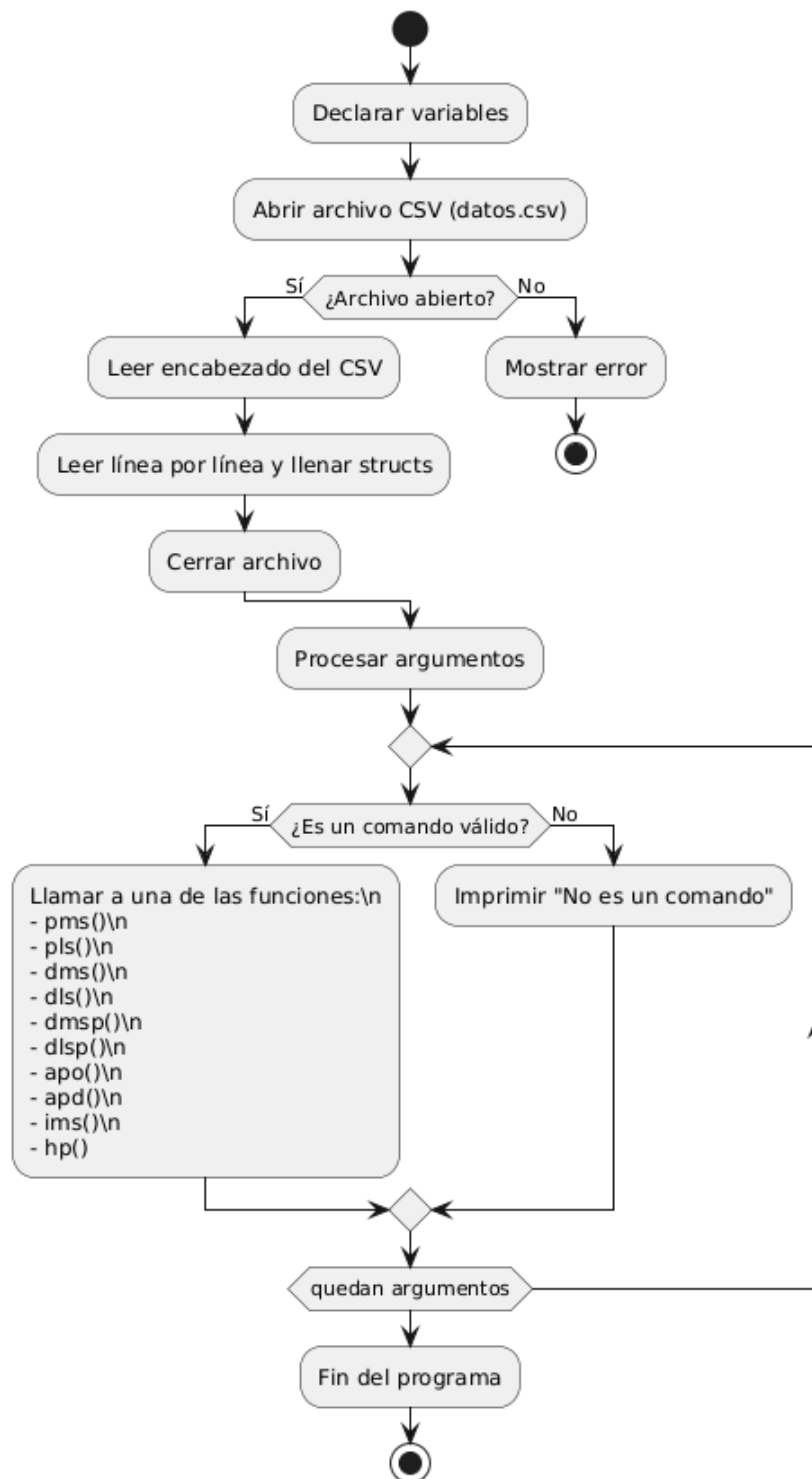 Declarar variables
Abrir archivo CSV (datos.csv)
¿Archivo abierto?
Sí
No
Leer encabezado del CSV
Mostrar error
Leer línea por línea y llenar structs
Cerrar archivo
Procesar argumentos
¿Es un comando válido?
Sí
No
Llamar a una de las funciones:\n
- pms()\n
- pls()\n
- dms()\n
- dls()\n
- dmsp()\n
- dlsp()\n
- apo()\n
- apd()\n
- ims()\n
- hp()
Imprimir "No es un comando"
quedan argumentos
Fin del programa